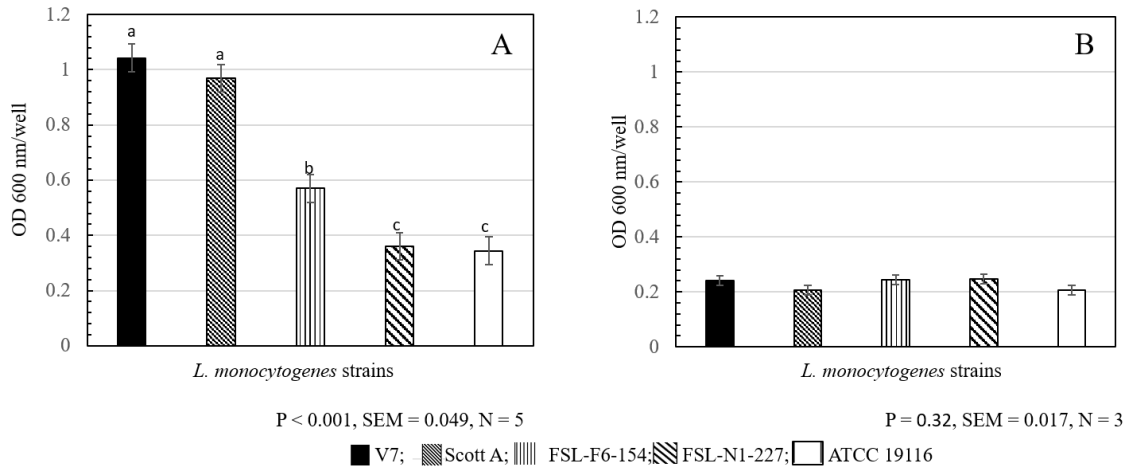 A
OD 600 nm/well
1.2
1
0.8
0.6
0.4
0.2
0
a
a
b
c
c
L. monocytogenes strains
P < 0.001, SEM = 0.049, N = 5
B
OD 600 nm/well
1.2
1
0.8
0.6
0.4
0.2
0
L. monocytogenes strains
P = 0.32, SEM = 0.017, N = 3
V7; Scott A; FSL-F6-154; FSL-N1-227; ATCC 19116